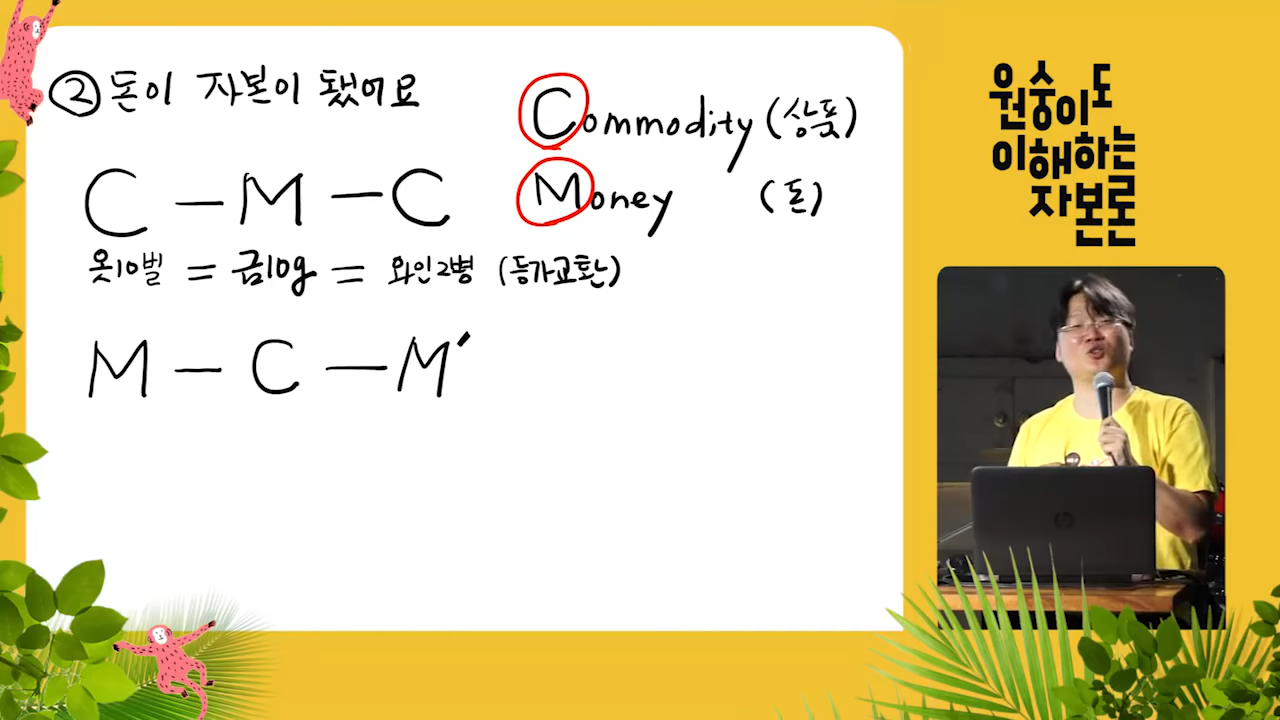 ② 돈이 자본이 됐어요
Commodity (상품)
Money (돈)
C — M — C
옷10벌 = 금10g = 와인2병 (등가교환)
M — C — M′
원숭이도
이해하는
자본론
hp